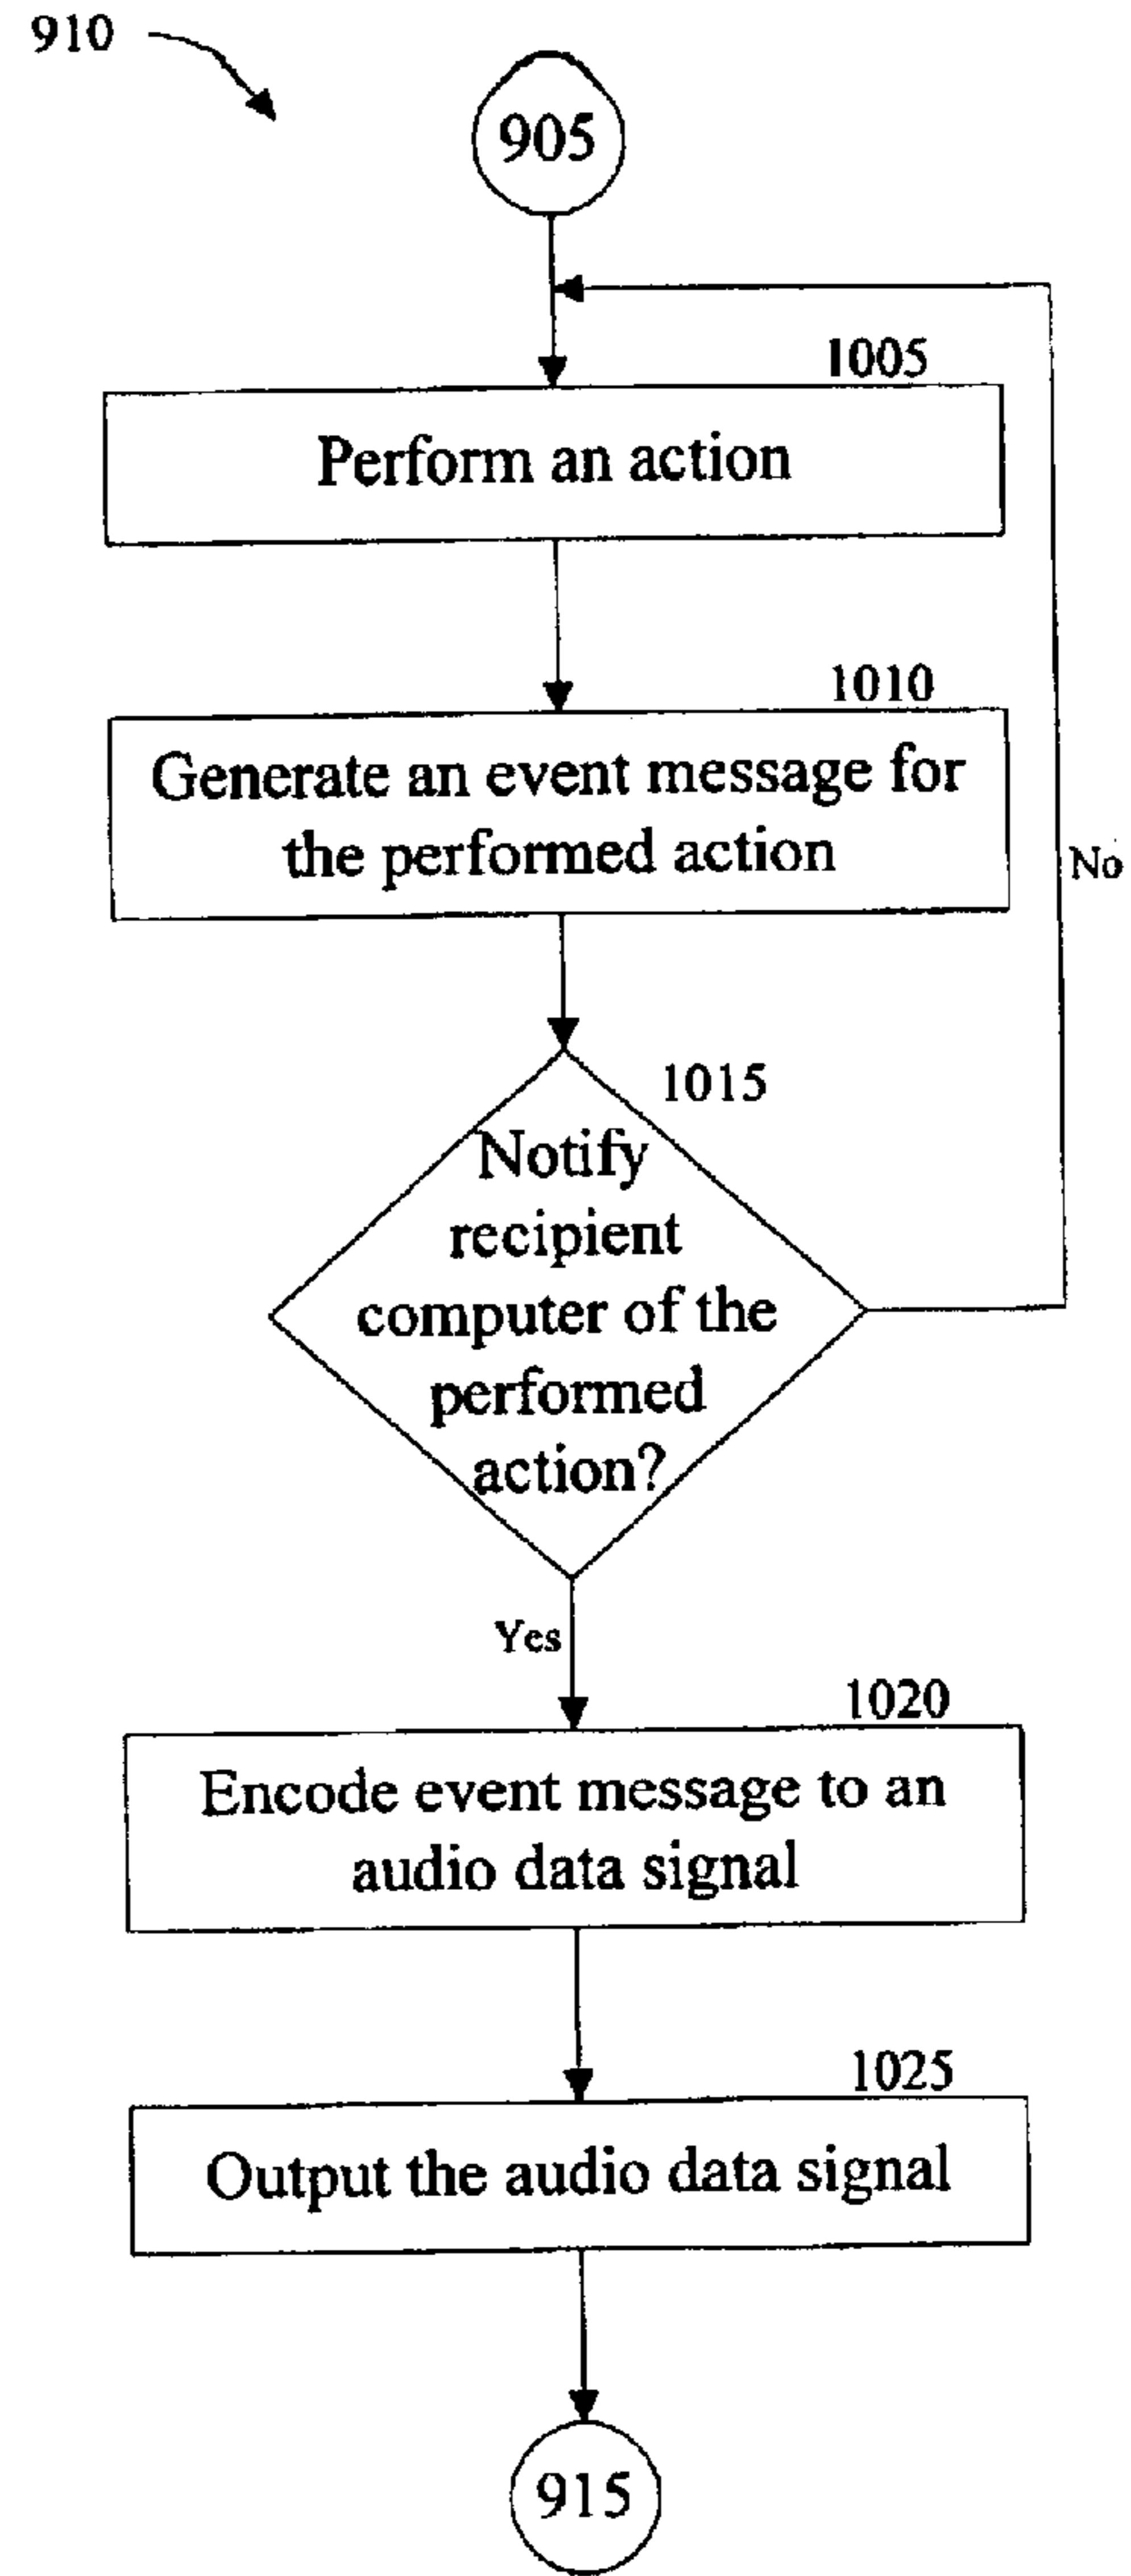 910
905
1005
Perform an action
1010
Generate an event message for
the performed action
No
1015
Notify
recipient
computer of the
performed
action?
Yes
1020
Encode event message to an
audio data signal
1025
Output the audio data signal
915